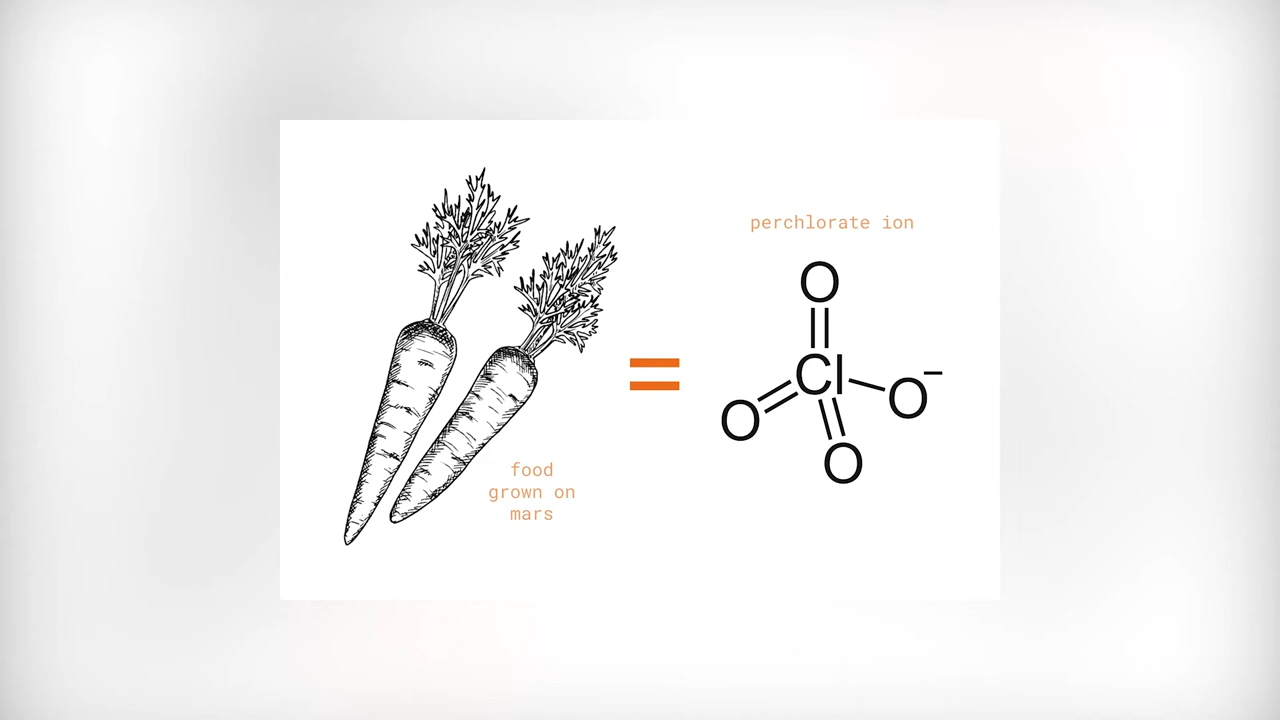 perchlorate ion
O
Cl
O
O⁻
O
food
grown on
mars
=